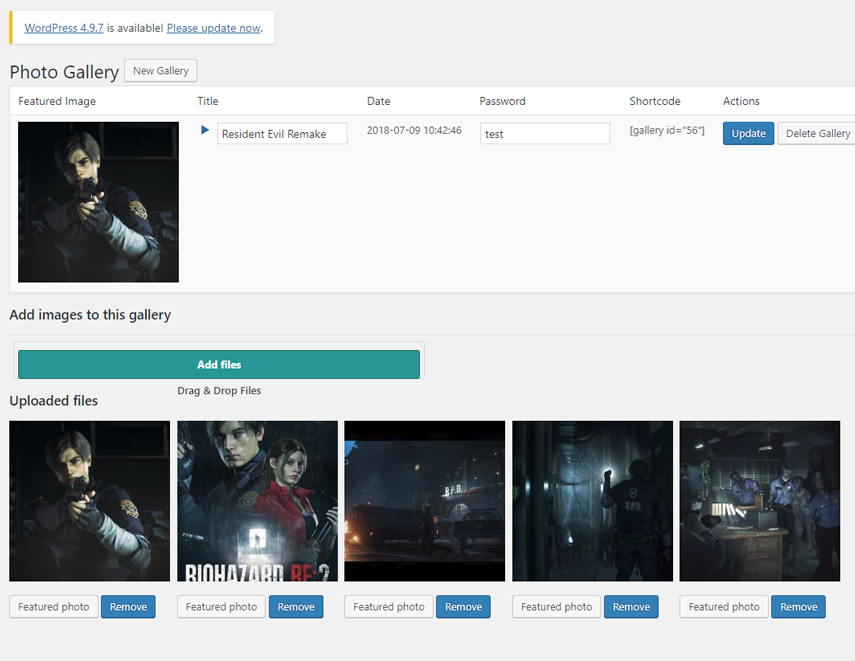 WordPress 4.9.7 is available! Please update now.
Photo Gallery New Gallery
Featured Image Title Date Password Shortcode Actions
Resident Evil Remake 2018-07-09 10:42:46 test [gallery id="56"] Update Delete Gallery
Add images to this gallery
Add files
Drag & Drop Files
Uploaded files
R.P.D.
R.P.D.
BIOHAZARD RE:2
Featured photo Remove Featured photo Remove Featured photo Remove Featured photo Remove Featured photo Remove